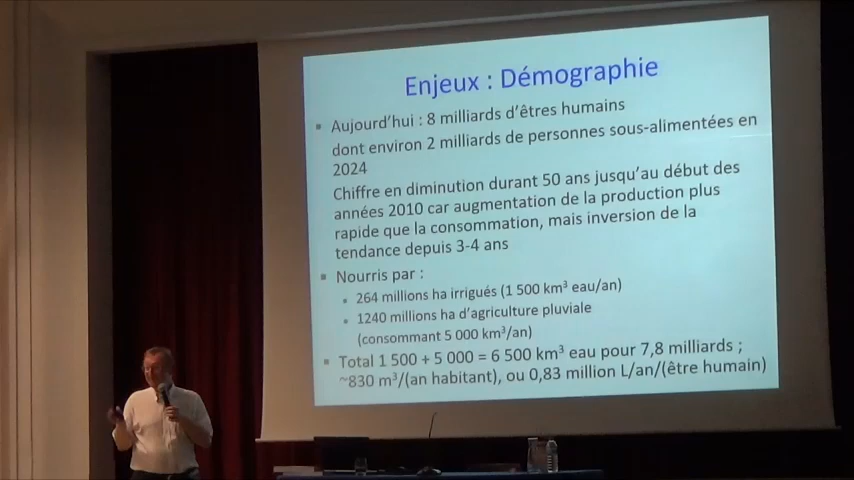 Enjeux : Démographie
Aujourd'hui : 8 milliards d'êtres humains
dont environ 2 milliards de personnes sous-alimentées en
2024
Chiffre en diminution durant 50 ans jusqu'au début des
années 2010 car augmentation de la production plus
rapide que la consommation, mais inversion de la
tendance depuis 3-4 ans
Nourris par :
264 millions ha irrigués (1 500 km³ eau/an)
1240 millions ha d'agriculture pluviale
(consommant 5 000 km³/an)
Total 1 500 + 5 000 = 6 500 km³ eau pour 7,8 milliards ;
~830 m³/(an habitant), ou 0,83 million L/an/(être humain)